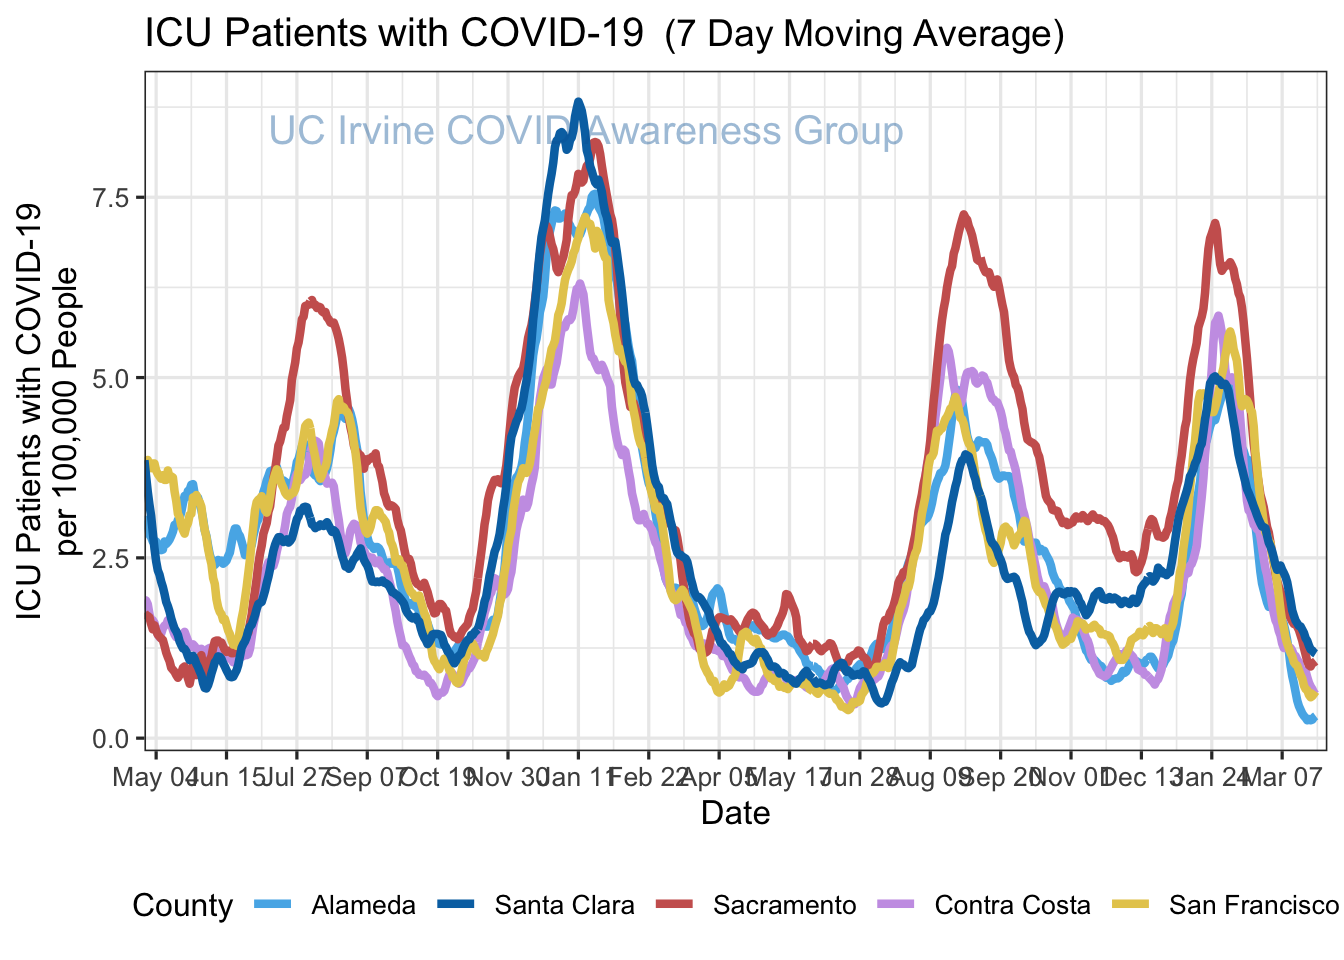 ICU Patients with COVID-19 (7 Day Moving Average)
UC Irvine COVID Awareness Group
ICU Patients with COVID-19
per 100,000 People
7.5
5.0
2.5
0.0
May 04 Jun 15 Jul 27 Sep 07 Oct 19 Nov 30 Jan 11 Feb 22 Apr 05 May 17 Jun 28 Aug 09 Sep 20 Nov 01 Dec 13 Jan 24 Mar 07
Date
County Alameda Santa Clara Sacramento Contra Costa San Francisco